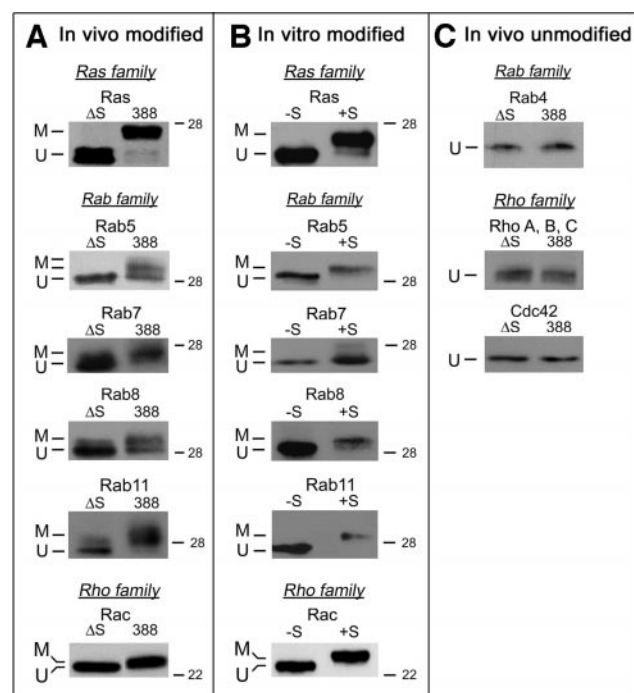 A In vivo modified
Ras family
Ras
ΔS 388
M
U
28
Rab family
Rab5
ΔS 388
M
U
28
Rab7
ΔS 388
M
U
28
Rab8
ΔS 388
M
U
28
Rab11
ΔS 388
M
U
28
Rho family
Rac
ΔS 388
M
U
22
B In vitro modified
Ras family
Ras
-S +S
M
U
28
Rab family
Rab5
-S +S
M
U
28
Rab7
-S +S
M
U
28
Rab8
-S +S
M
U
28
Rab11
-S +S
M
U
28
Rho family
Rac
-S +S
M
U
22
C In vivo unmodified
Rab family
Rab4
ΔS 388
U
Rho family
Rho A, B, C
ΔS 388
U
Cdc42
ΔS 388
U